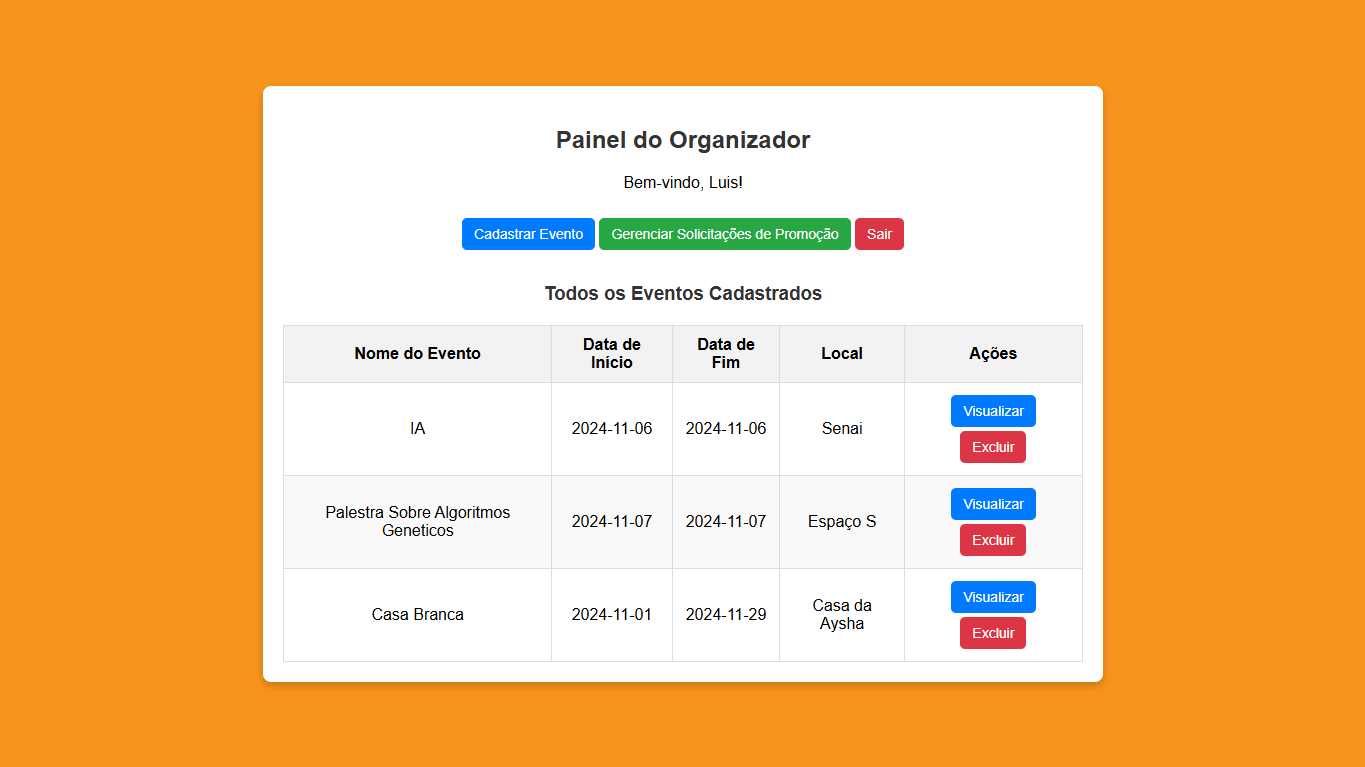 Painel do Organizador
Bem-vindo, Luis!
Cadastrar Evento Gerenciar Solicitações de Promoção Sair
Todos os Eventos Cadastrados
Nome do Evento Data de Início Data de Fim Local Ações
IA 2024-11-06 2024-11-06 Senai Visualizar
Excluir
Palestra Sobre Algoritmos Geneticos 2024-11-07 2024-11-07 Espaço S Visualizar
Excluir
Casa Branca 2024-11-01 2024-11-29 Casa da Aysha Visualizar
Excluir